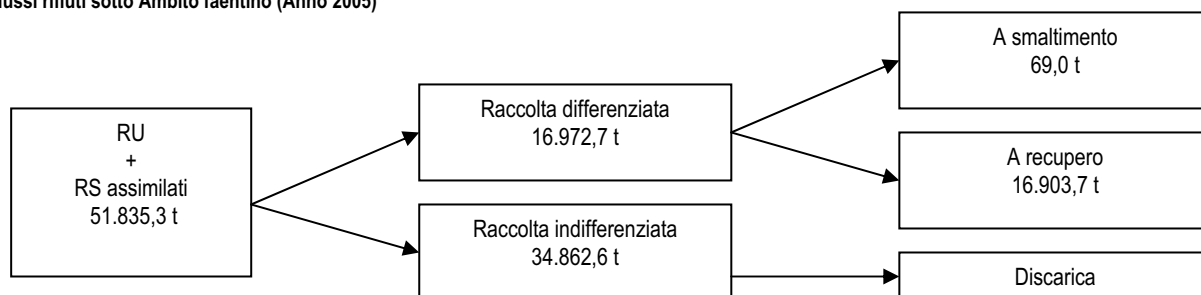 rifiuti sotto Ambito faentino (Anno 2005)
RU
+
RS assimilati
51.835,3 t
Raccolta differenziata
16.972,7 t
Raccolta indifferenziata
34.862,6 t
A smaltimento
69,0 t
A recupero
16.903,7 t
Discarica